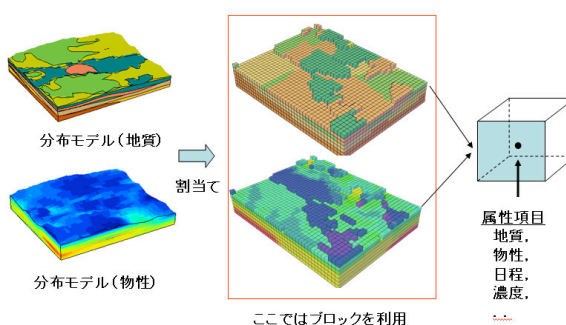 分布モデル(地質)
割当て
分布モデル(物性)
ここではブロックを利用
属性項目
地質,
物性,
日程,
濃度,
. .